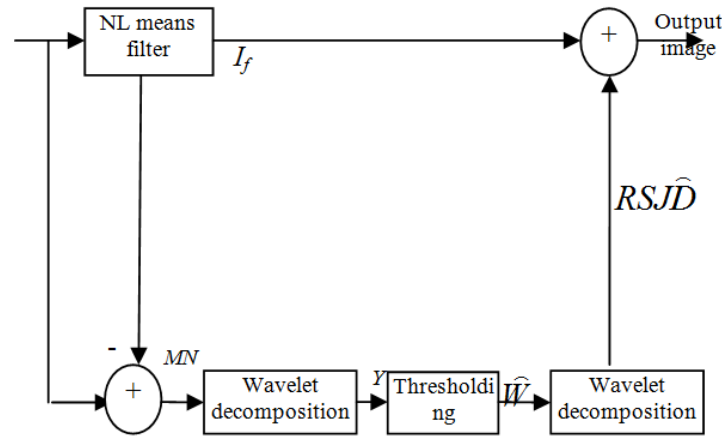 NL means
filter
I_f
+
Output
image
RSJD̂
-
MN
+
Wavelet
decomposition
Y
Thresholdi
ng
Ŵ
Wavelet
decomposition